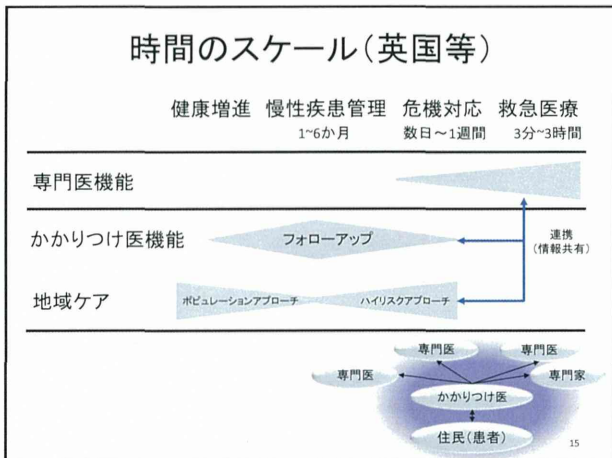 時間のスケール(英国等)
健康増進 慢性疾患管理 危機対応 救急医療
1~6か月 数日～1週間 3分~3時間
専門医機能
かかりつけ医機能 フォローアップ
連携
(情報共有)
地域ケア ポピュレーションアプローチ ハイリスクアプローチ
専門医 専門医
専門医 専門家
かかりつけ医
住民(患者)
15